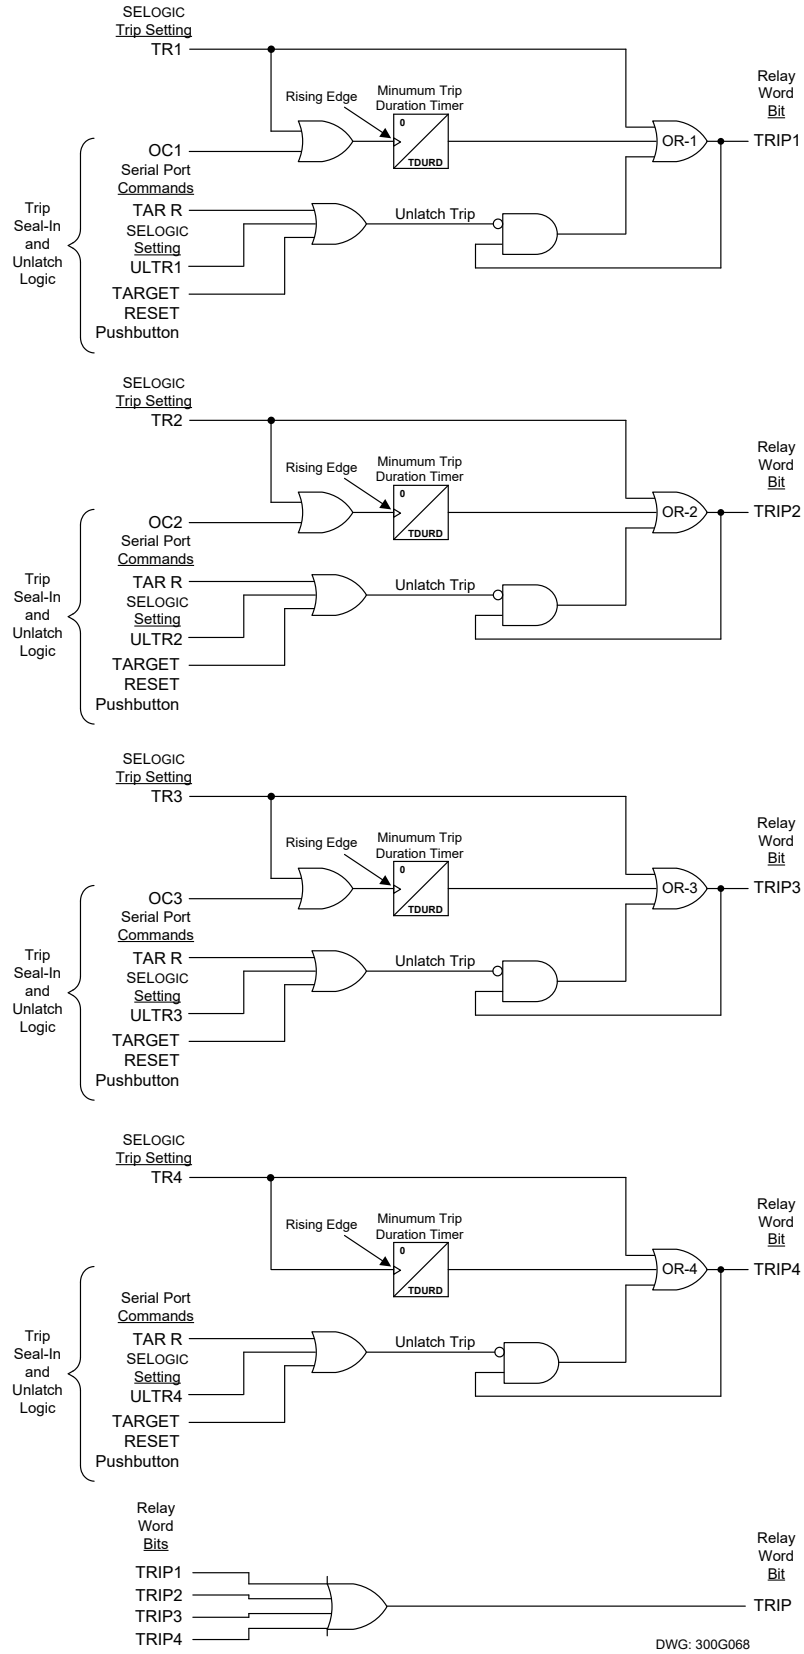 SELOGIC
Trip Setting
TR1
Relay
Word
Bit
Rising Edge
Minumum Trip
Duration Timer
0
TDURD
OR-1
TRIP1
OC1
Serial Port
Commands
TAR R
SELOGIC
Setting
ULTR1
TARGET
RESET
Pushbutton
Trip
Seal-In
and
Unlatch
Logic
Unlatch Trip
SELOGIC
Trip Setting
TR2
Relay
Word
Bit
Rising Edge
Minumum Trip
Duration Timer
0
TDURD
OR-2
TRIP2
OC2
Serial Port
Commands
TAR R
SELOGIC
Setting
ULTR2
TARGET
RESET
Pushbutton
Trip
Seal-In
and
Unlatch
Logic
Unlatch Trip
SELOGIC
Trip Setting
TR3
Relay
Word
Bit
Rising Edge
Minumum Trip
Duration Timer
0
TDURD
OR-3
TRIP3
OC3
Serial Port
Commands
TAR R
SELOGIC
Setting
ULTR3
TARGET
RESET
Pushbutton
Trip
Seal-In
and
Unlatch
Logic
Unlatch Trip
SELOGIC
Trip Setting
TR4
Relay
Word
Bit
Rising Edge
Minumum Trip
Duration Timer
0
TDURD
OR-4
TRIP4
Serial Port
Commands
TAR R
SELOGIC
Setting
ULTR4
TARGET
RESET
Pushbutton
Trip
Seal-In
and
Unlatch
Logic
Unlatch Trip
Relay
Word
Bits
TRIP1
TRIP2
TRIP3
TRIP4
Relay
Word
Bit
TRIP
DWG: 300G068